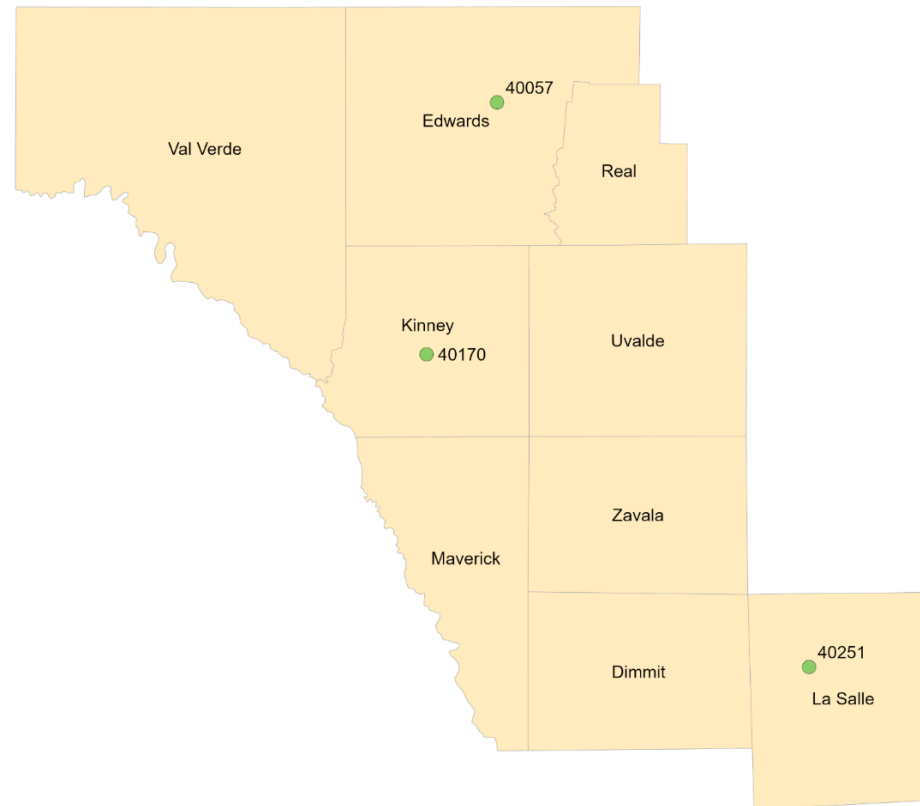 40057
Edwards
Val Verde
Real
Kinney
40170
Uvalde
Zavala
Maverick
40251
Dimmit
La Salle